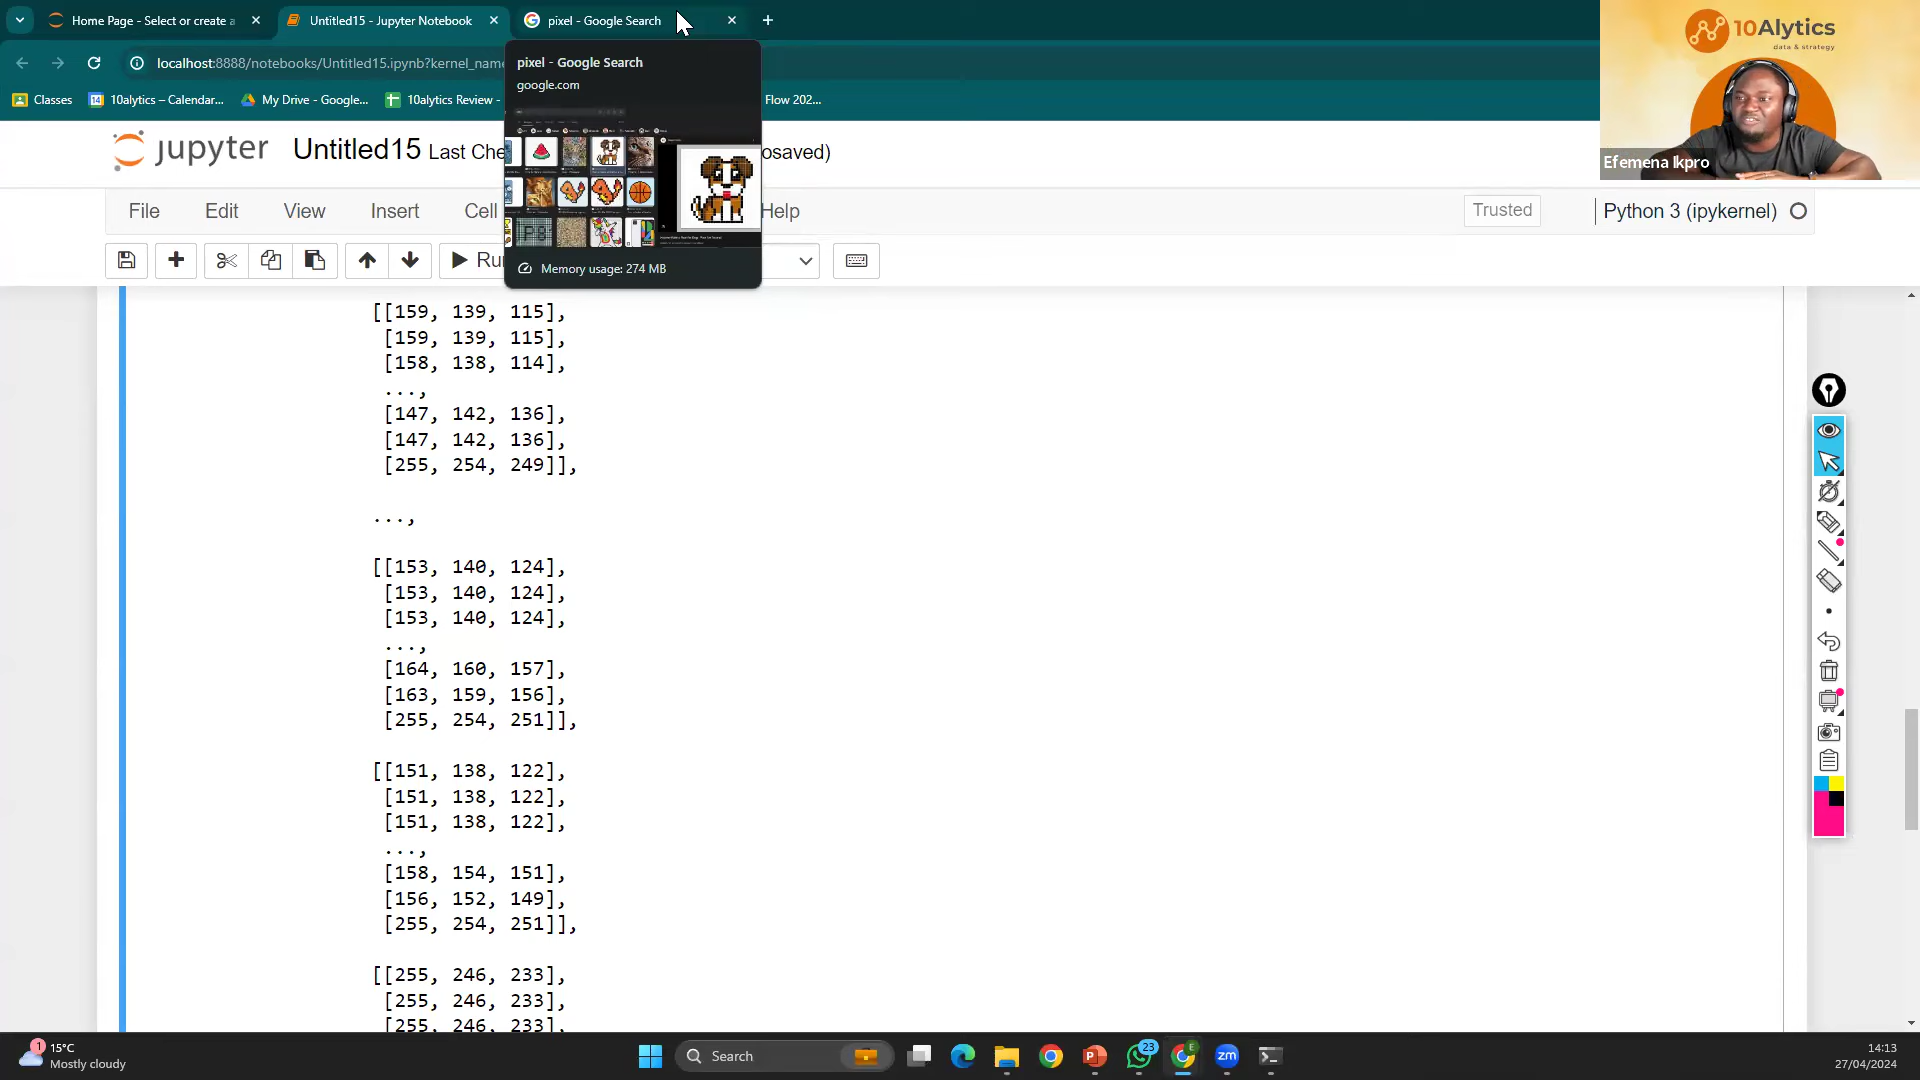 Home Page - Select or create a
Untitled15 - Jupyter Notebook
pixel - Google Search
10Alytics
data & strategy
localhost:8888/notebooks/Untitled15.ipynb?kernel_name
pixel - Google Search
google.com
Classes
10alytics – Calendar...
My Drive - Google...
10alytics Review -
Flow 202...
jupyter
Untitled15 Last Che
osaved)
Efemena Ikpro
File
Edit
View
Insert
Cell
Help
Trusted
Python 3 (ipykernel)
Ru
Memory usage: 274 MB
[[159, 139, 115],
[159, 139, 115],
[158, 138, 114],
...,
[147, 142, 136],
[147, 142, 136],
[255, 254, 249]],
...,
[[153, 140, 124],
[153, 140, 124],
[153, 140, 124],
...,
[164, 160, 157],
[163, 159, 156],
[255, 254, 251]],
[[151, 138, 122],
[151, 138, 122],
[151, 138, 122],
...,
[158, 154, 151],
[156, 152, 149],
[255, 254, 251]],
[[255, 246, 233],
[255, 246, 233],
[255, 246, 233],
1
15°C
Mostly cloudy
Search
23
E
zm
14:13
27/04/2024